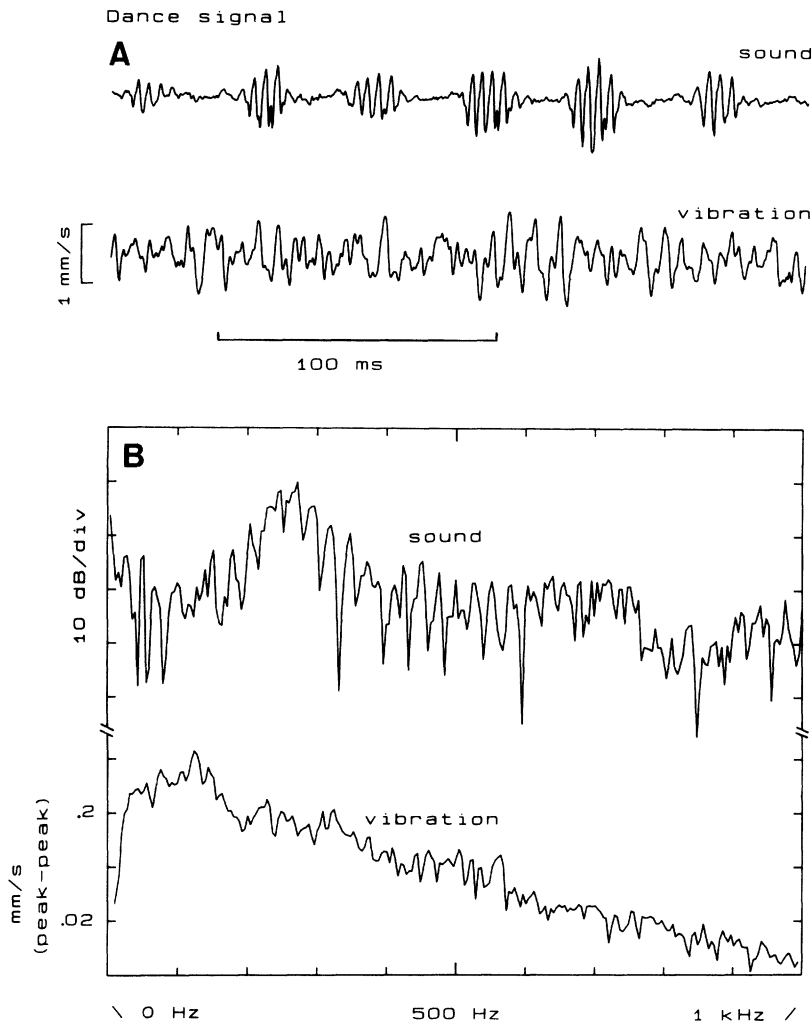 Dance signal
A
sound
vibration
1 mm/s
100 ms
B
sound
10 dB/div
vibration
.2
.02
mm/s
(peak-peak)
\ 0 Hz 500 Hz 1 kHz /